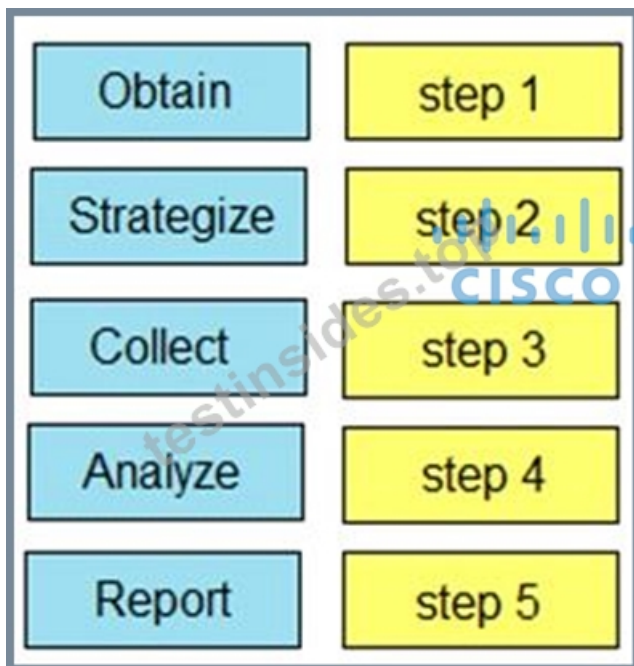 Obtain step 1
Strategize step 2
CISCO
Collect step 3
Analyze step 4
Report step 5
testinsides.top